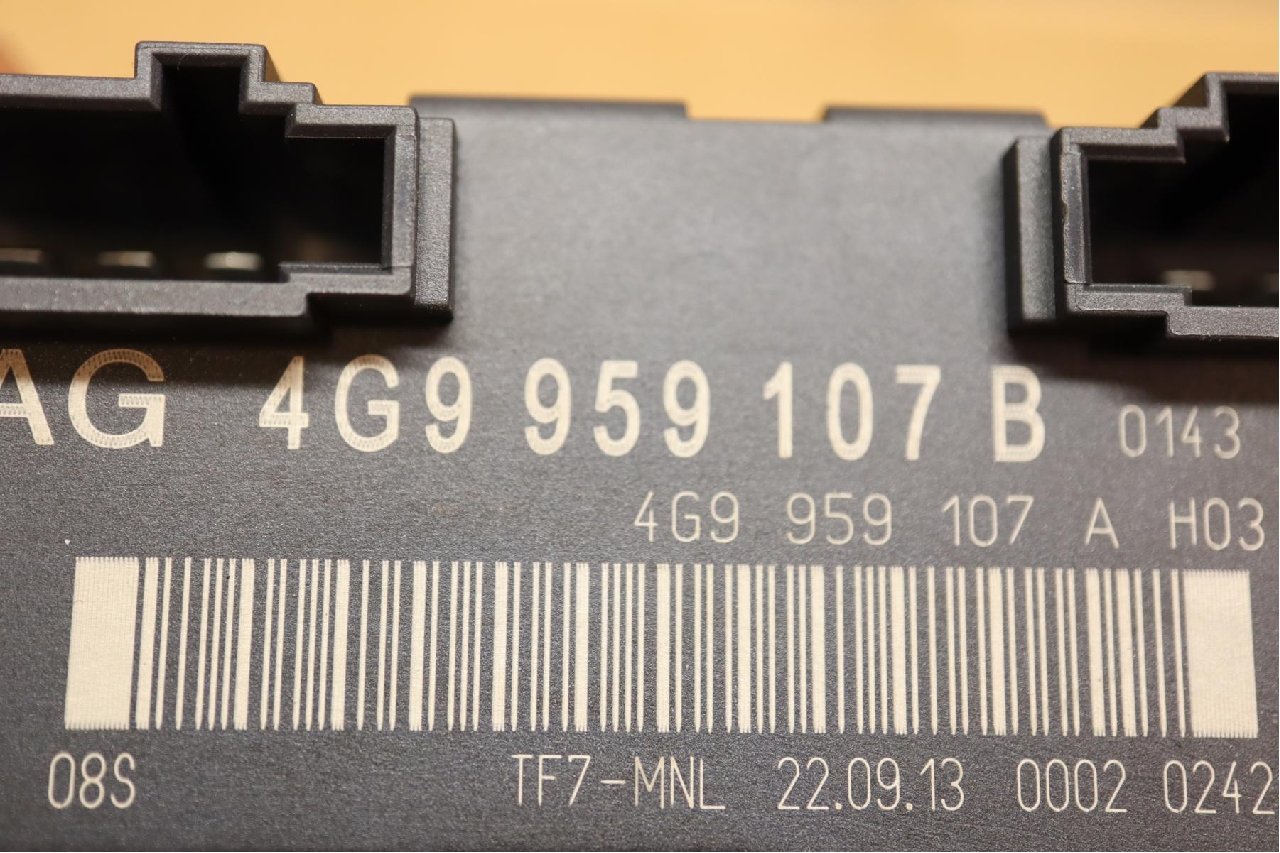 AG 4G9 959 107 B 0143
4G9 959 107 A H03
08S TF7-MNL 22.09.13 0002 0242